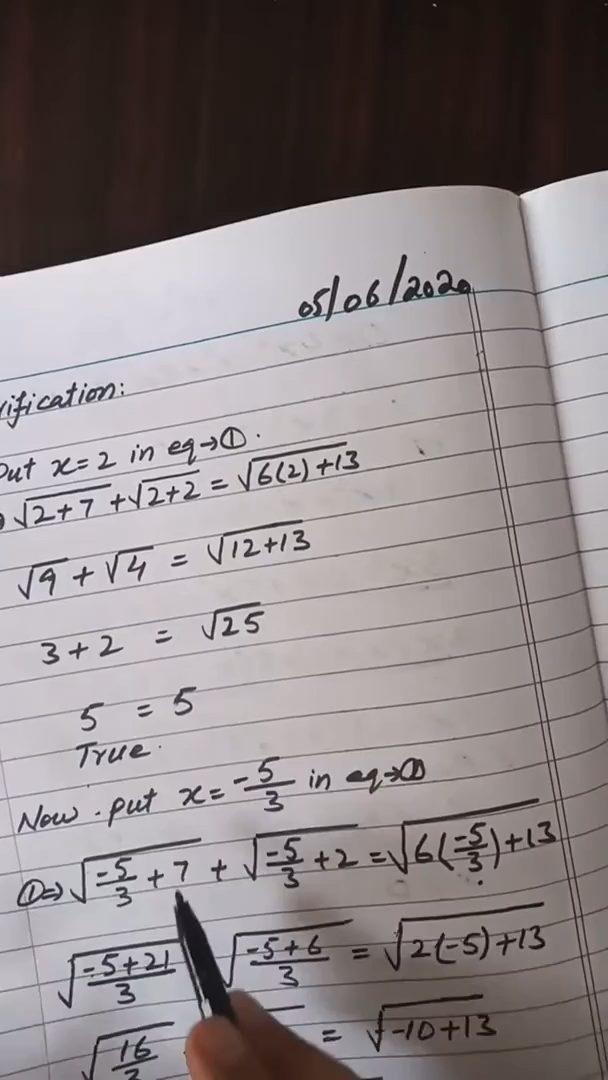 05/06/2020
ification:
Put x=2 in eq→①.
√2+7 + √2+2 = √6(2)+13
√9 + √4 = √12+13
3+2 = √25
5 = 5
True.
Now. put x = -5/3 in eq→①
①⇒ √-5/3 + 7 + √-5/3 + 2 = √6(-5/3)+13
√-5+21/3 √-5+6/3 = √2(-5)+13
√16/3 = √-10+13